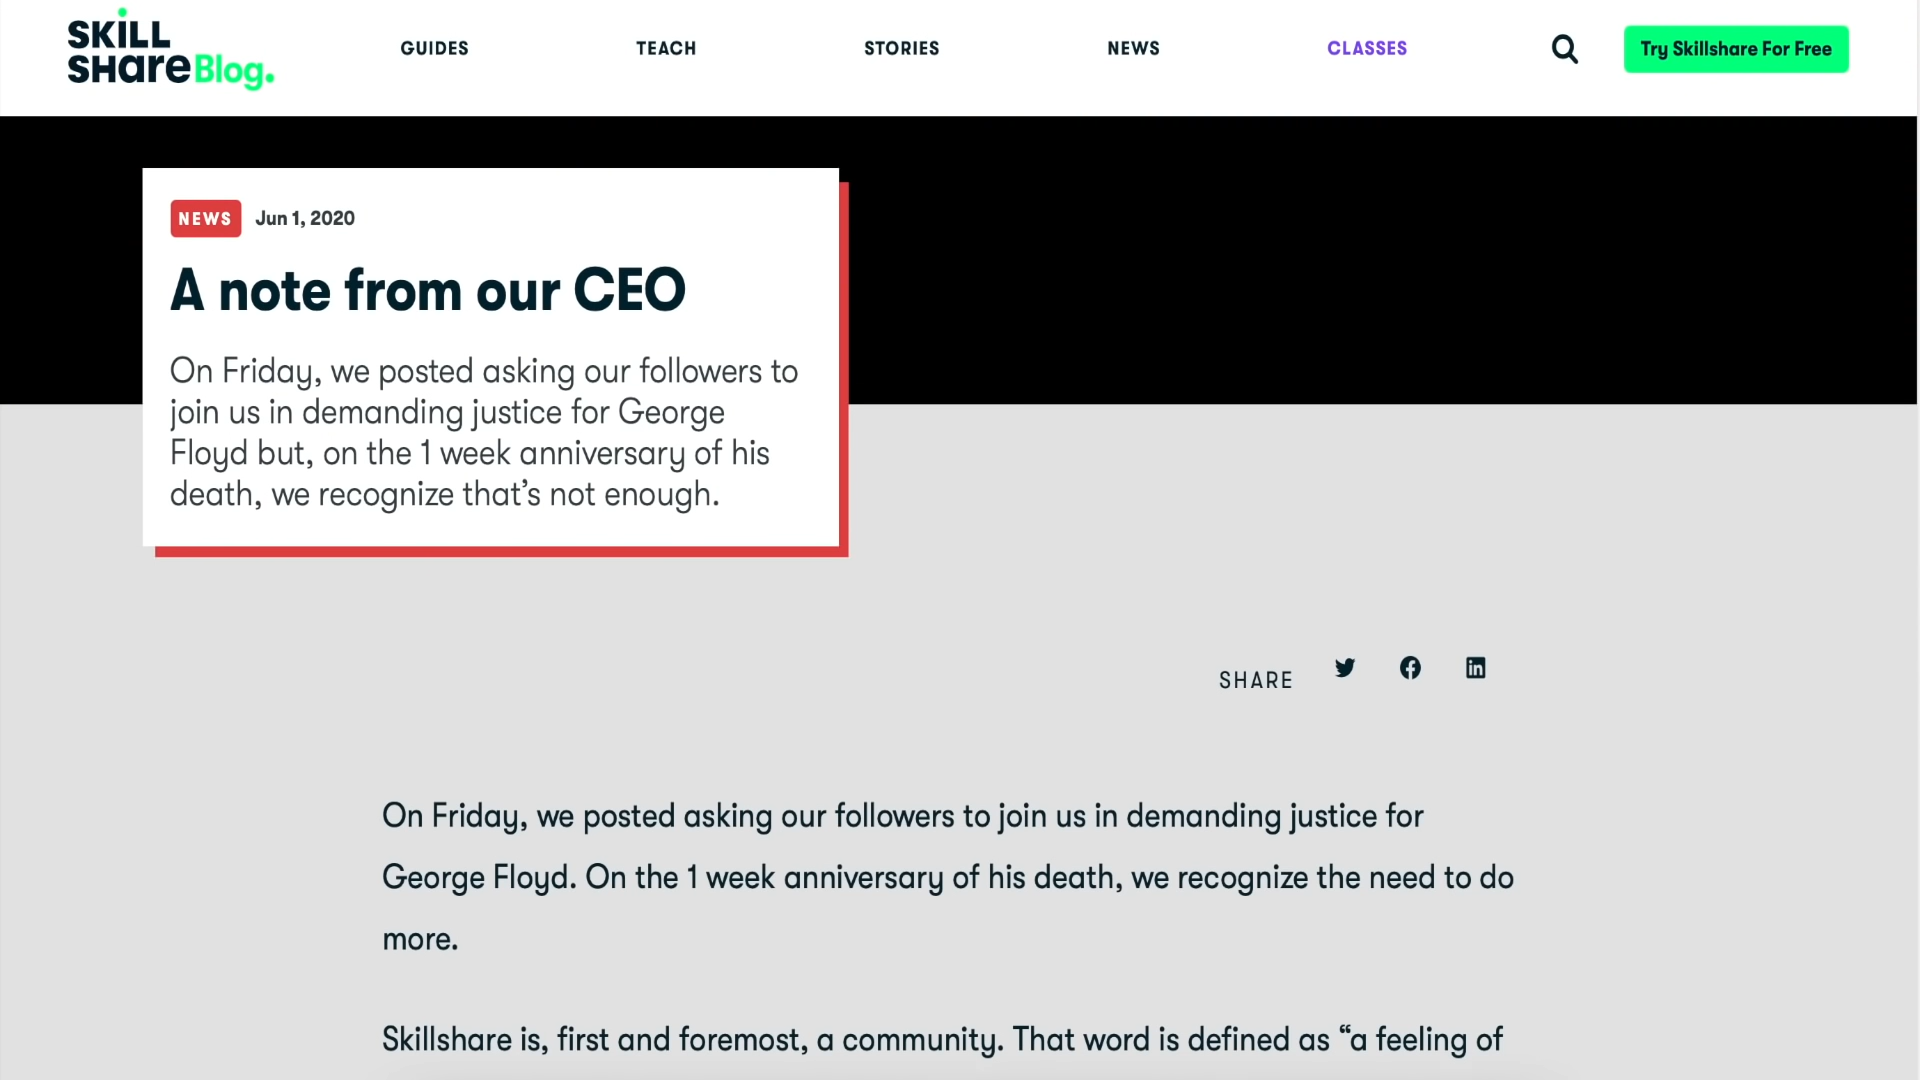 SKiLL
SHareBlog.
GUIDES
TEACH
STORIES
NEWS
CLASSES
Try Skillshare For Free
NEWS
Jun 1, 2020
A note from our CEO
On Friday, we posted asking our followers to
join us in demanding justice for George
Floyd but, on the 1 week anniversary of his
death, we recognize that’s not enough.
SHARE
On Friday, we posted asking our followers to join us in demanding justice for
George Floyd. On the 1 week anniversary of his death, we recognize the need to do
more.
Skillshare is, first and foremost, a community. That word is defined as “a feeling of